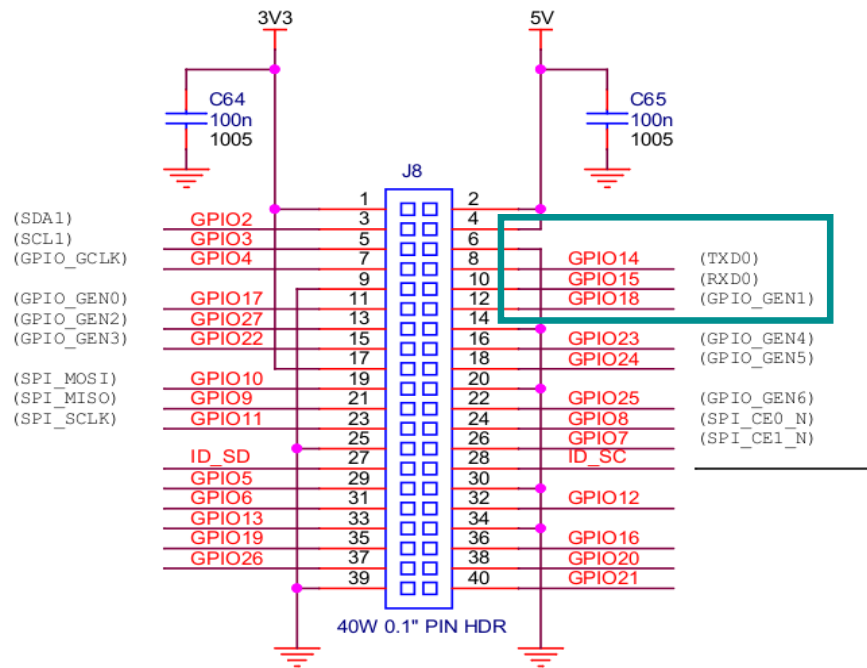 3V3 5V
C64 C65
100n 100n
1005 1005
J8
1 2
(SDA1) GPIO2 3 4
(SCL1) GPIO3 5 6
(GPIO_GCLK) GPIO4 7 8 GPIO14 (TXD0)
9 10 GPIO15 (RXD0)
(GPIO_GEN0) GPIO17 11 12 GPIO18 (GPIO_GEN1)
(GPIO_GEN2) GPIO27 13 14
(GPIO_GEN3) GPIO22 15 16 GPIO23 (GPIO_GEN4)
17 18 GPIO24 (GPIO_GEN5)
(SPI_MOSI) GPIO10 19 20
(SPI_MISO) GPIO9 21 22 GPIO25 (GPIO_GEN6)
(SPI_SCLK) GPIO11 23 24 GPIO8 (SPI_CE0_N)
25 26 GPIO7 (SPI_CE1_N)
ID_SD 27 28 ID_SC
GPIO5 29 30
GPIO6 31 32 GPIO12
GPIO13 33 34
GPIO19 35 36 GPIO16
GPIO26 37 38 GPIO20
39 40 GPIO21
40W 0.1" PIN HDR